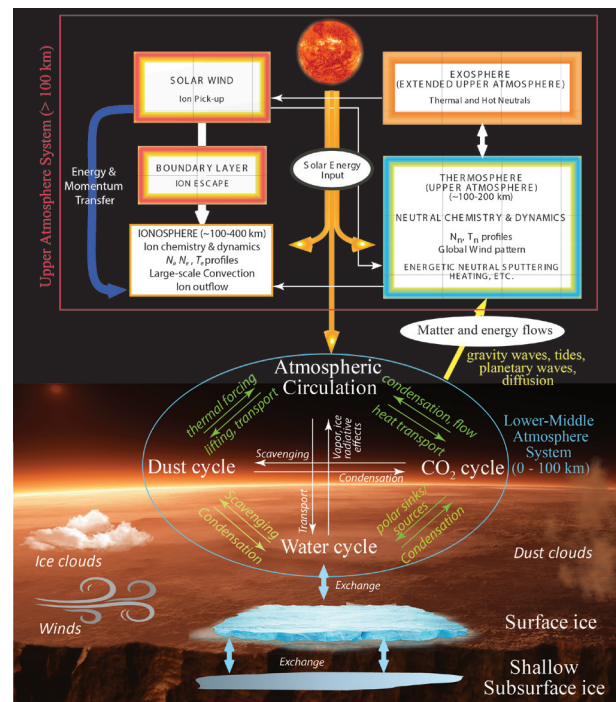 Upper Atmosphere System (> 100 km)
SOLAR WIND
Ion Pick-up
EXOSPHERE
(EXTENDED UPPER ATMOSPHERE)
Thermal and Hot Neutrals
Energy &
Momentum
Transfer
BOUNDARY LAYER
ION ESCAPE
Solar Energy
Input
THERMOSPHERE
(UPPER ATMOSPHERE)
(~100-200 km)
NEUTRAL CHEMISTRY & DYNAMICS
Nn, Tn profiles
Global Wind pattern
ENERGETIC NEUTRAL SPUTTERING
HEATING, ETC.
IONOSPHERE (~100-400 km)
Ion chemistry & dynamics
Ni, Ne, Te profiles
Large-scale Convection
Ion outflow
Matter and energy flows
gravity waves, tides,
planetary waves,
diffusion
Atmospheric
Circulation
thermal forcing
lifting, transport
condensation, flow
heat transport
Vapor, ice
radiative
effects
Lower-Middle
Atmosphere
System
(0 - 100 km)
Dust cycle
Scavenging
Condensation
CO2 cycle
Transport
Scavenging
Condensation
polar sinks/
sources
Condensation
Water cycle
Ice clouds
Dust clouds
Exchange
Winds
Surface ice
Exchange
Shallow
Subsurface ice